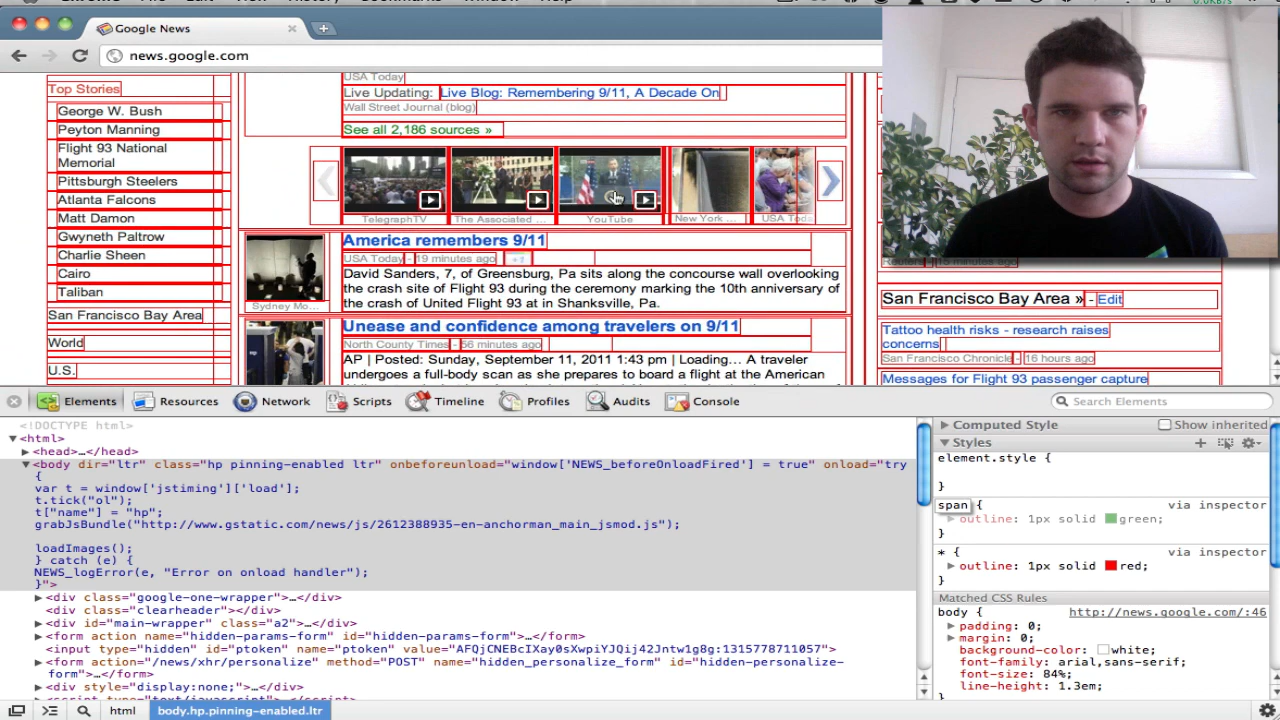 Google News
news.google.com
Top Stories
George W. Bush
Peyton Manning
Flight 93 National
Memorial
Pittsburgh Steelers
Atlanta Falcons
Matt Damon
Gwyneth Paltrow
Charlie Sheen
Cairo
Taliban
San Francisco Bay Area
World
U.S.
USA Today
Live Updating: Live Blog: Remembering 9/11, A Decade On
Wall Street Journal (blog)
See all 2,186 sources »
TelegraphTV
The Associated ...
YouTube
New York ...
USA Toda
America remembers 9/11
USA Today - 19 minutes ago
David Sanders, 7, of Greensburg, Pa sits along the concourse wall overlooking
the crash site of Flight 93 during the ceremony marking the 10th anniversary of
the crash of United Flight 93 at in Shanksville, Pa.
Sydney Mo...
Unease and confidence among travelers on 9/11
North County Times - 56 minutes ago
AP | Posted: Sunday, September 11, 2011 1:43 pm | Loading... A traveler
undergoes a full-body scan as she prepares to board a flight at the American
Reuters - 15 minutes ago
San Francisco Bay Area » - Edit
Tattoo health risks - research raises
concerns
San Francisco Chronicle - 16 hours ago
Messages for Flight 93 passenger capture
Elements Resources Network Scripts Timeline Profiles Audits Console Search Elements
<!DOCTYPE html>
<html>
<head>…</head>
<body dir="ltr" class="hp pinning-enabled ltr" onbeforeunload="window['NEWS_beforeOnloadFired'] = true" onload="try
{
var t = window['jstiming']['load'];
t.tick("ol");
t["name"] = "hp";
grabJsBundle("http://www.gstatic.com/news/js/2612388935-en-anchorman_main_jsmod.js");
loadImages();
} catch (e) {
NEWS_logError(e, "Error on onload handler");
}">
<div class="google-one-wrapper">…</div>
<div class="clearheader"></div>
<div id="main-wrapper" class="a2">…</div>
<form action name="hidden-params-form" id="hidden-params-form">…</form>
<input type="hidden" id="ptoken" name="ptoken" value="AFQjCNEBcIXay0sXwpiYJQij42Jntw1g8g:1315778711057">
<form action="/news/xhr/personalize" method="POST" name="hidden_personalize_form" id="hidden-personalize-
form">…</form>
<div style="display:none;">…</div>
html body.hp.pinning-enabled.ltr
Computed Style Show inherited
Styles
element.style {
}
span { via inspector
outline: 1px solid green;
}
* { via inspector
outline: 1px solid red;
}
Matched CSS Rules
body { http://news.google.com/:46
padding: 0;
margin: 0;
background-color: white;
font-family: arial,sans-serif;
font-size: 84%;
line-height: 1.3em;